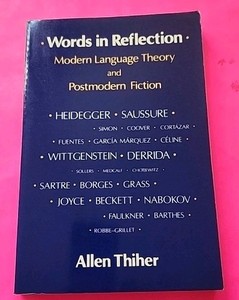 · Words in Reflection ·
Modern Language Theory
and
Postmodern Fiction
· HEIDEGGER · SAUSSURE ·
· SIMON · COOVER · CORTÁZAR ·
FUENTES · GARCÍA MÁRQUEZ · CÉLINE ·
WITTGENSTEIN · DERRIDA ·
SOLLERS · MEDCALF · CHORJEWITZ ·
· SARTRE · BORGES · GRASS ·
JOYCE · BECKETT · NABOKOV ·
· FAULKNER · BARTHES ·
· ROBBE-GRILLET ·
Allen Thiher